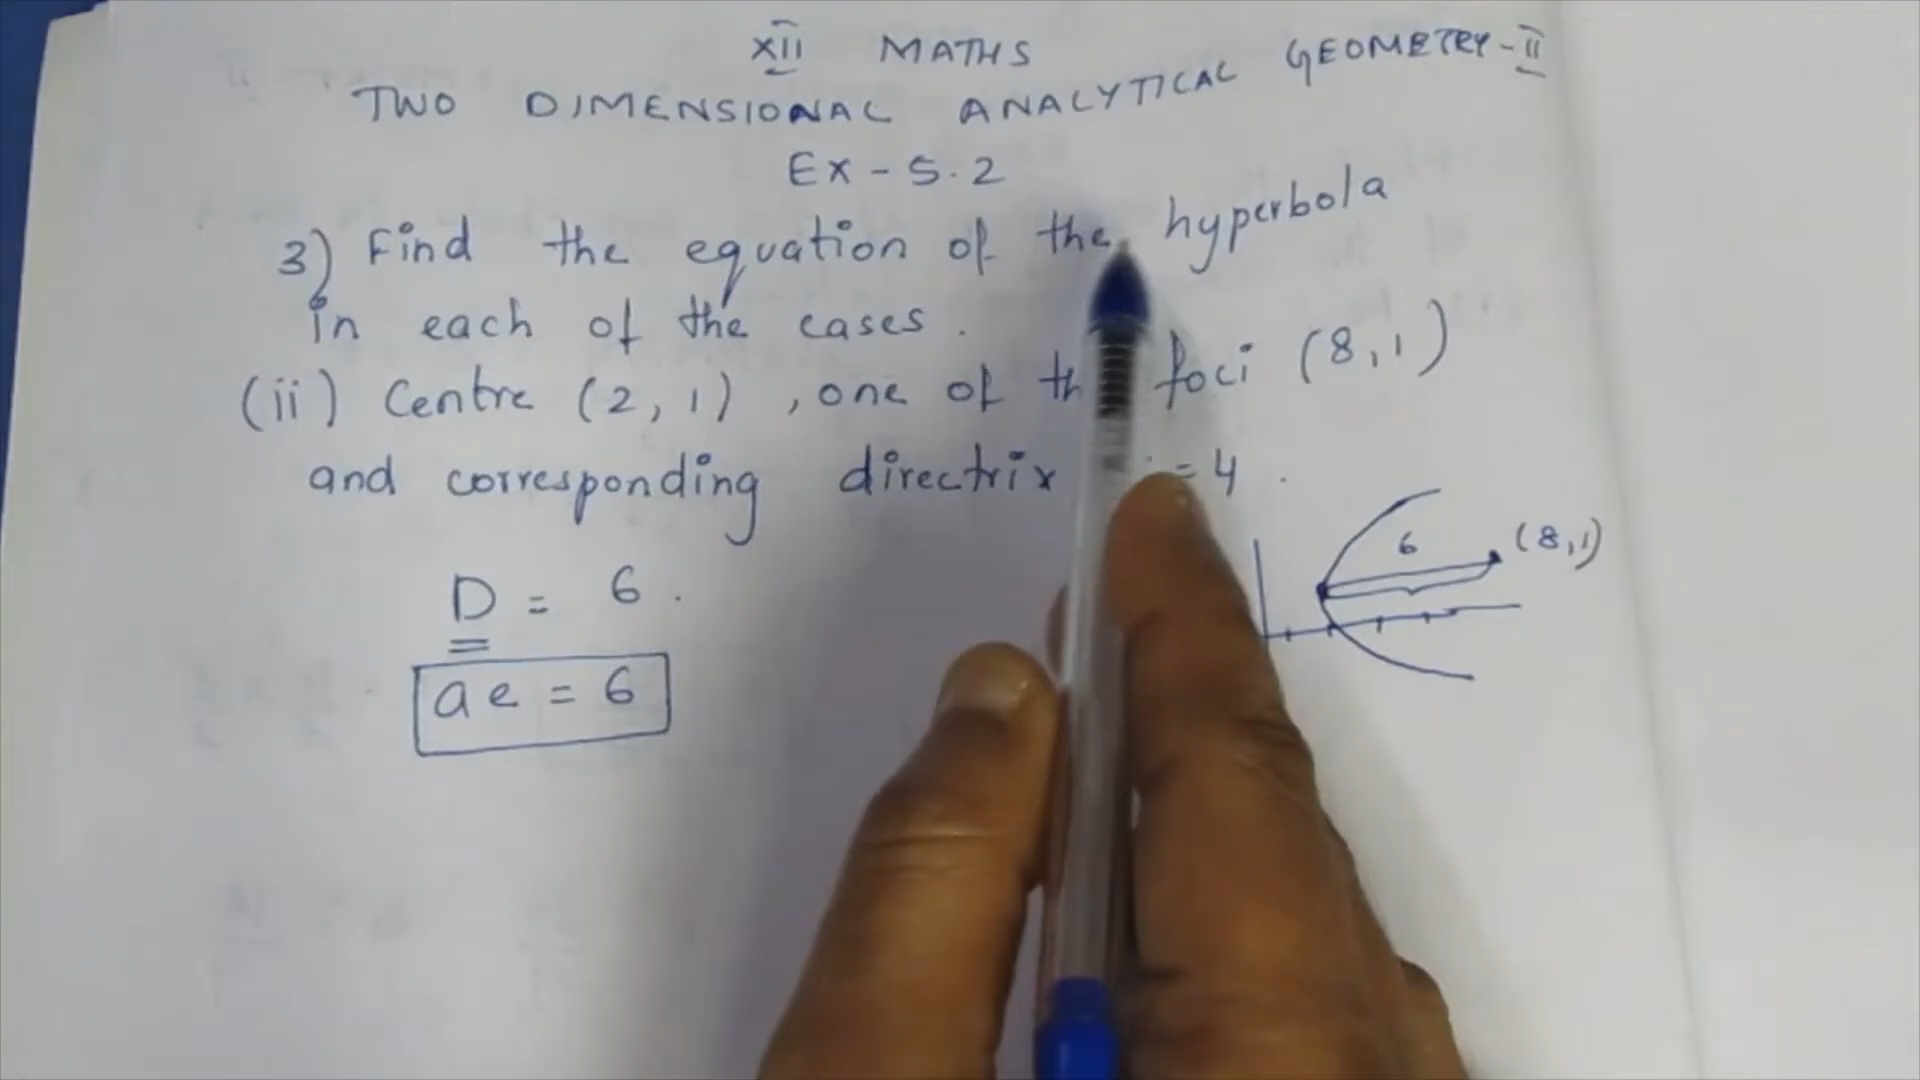 XII MATHS
TWO DIMENSIONAL ANALYTICAL GEOMETRY-II
Ex - 5.2
3) Find the equation of the hyperbola
in each of the cases.
(ii) Centre (2, 1), one of foci (8, 1)
and corresponding directrix = 4.
D = 6.
ae = 6
6
(8, 1)